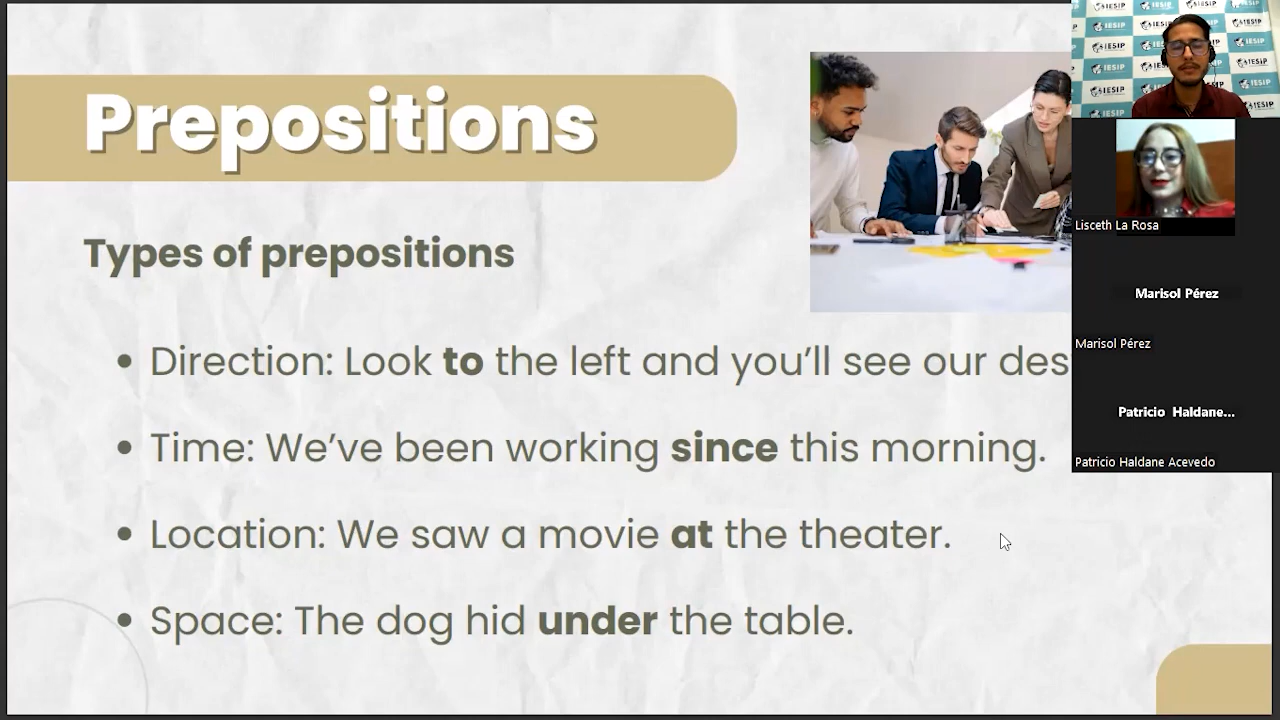 Prepositions
Types of prepositions
• Direction: Look to the left and you'll see our des
• Time: We've been working since this morning.
• Location: We saw a movie at the theater.
• Space: The dog hid under the table.
IESIP
Lisceth La Rosa
Marisol Pérez
Marisol Pérez
Patricio Haldane...
Patricio Haldane Acevedo